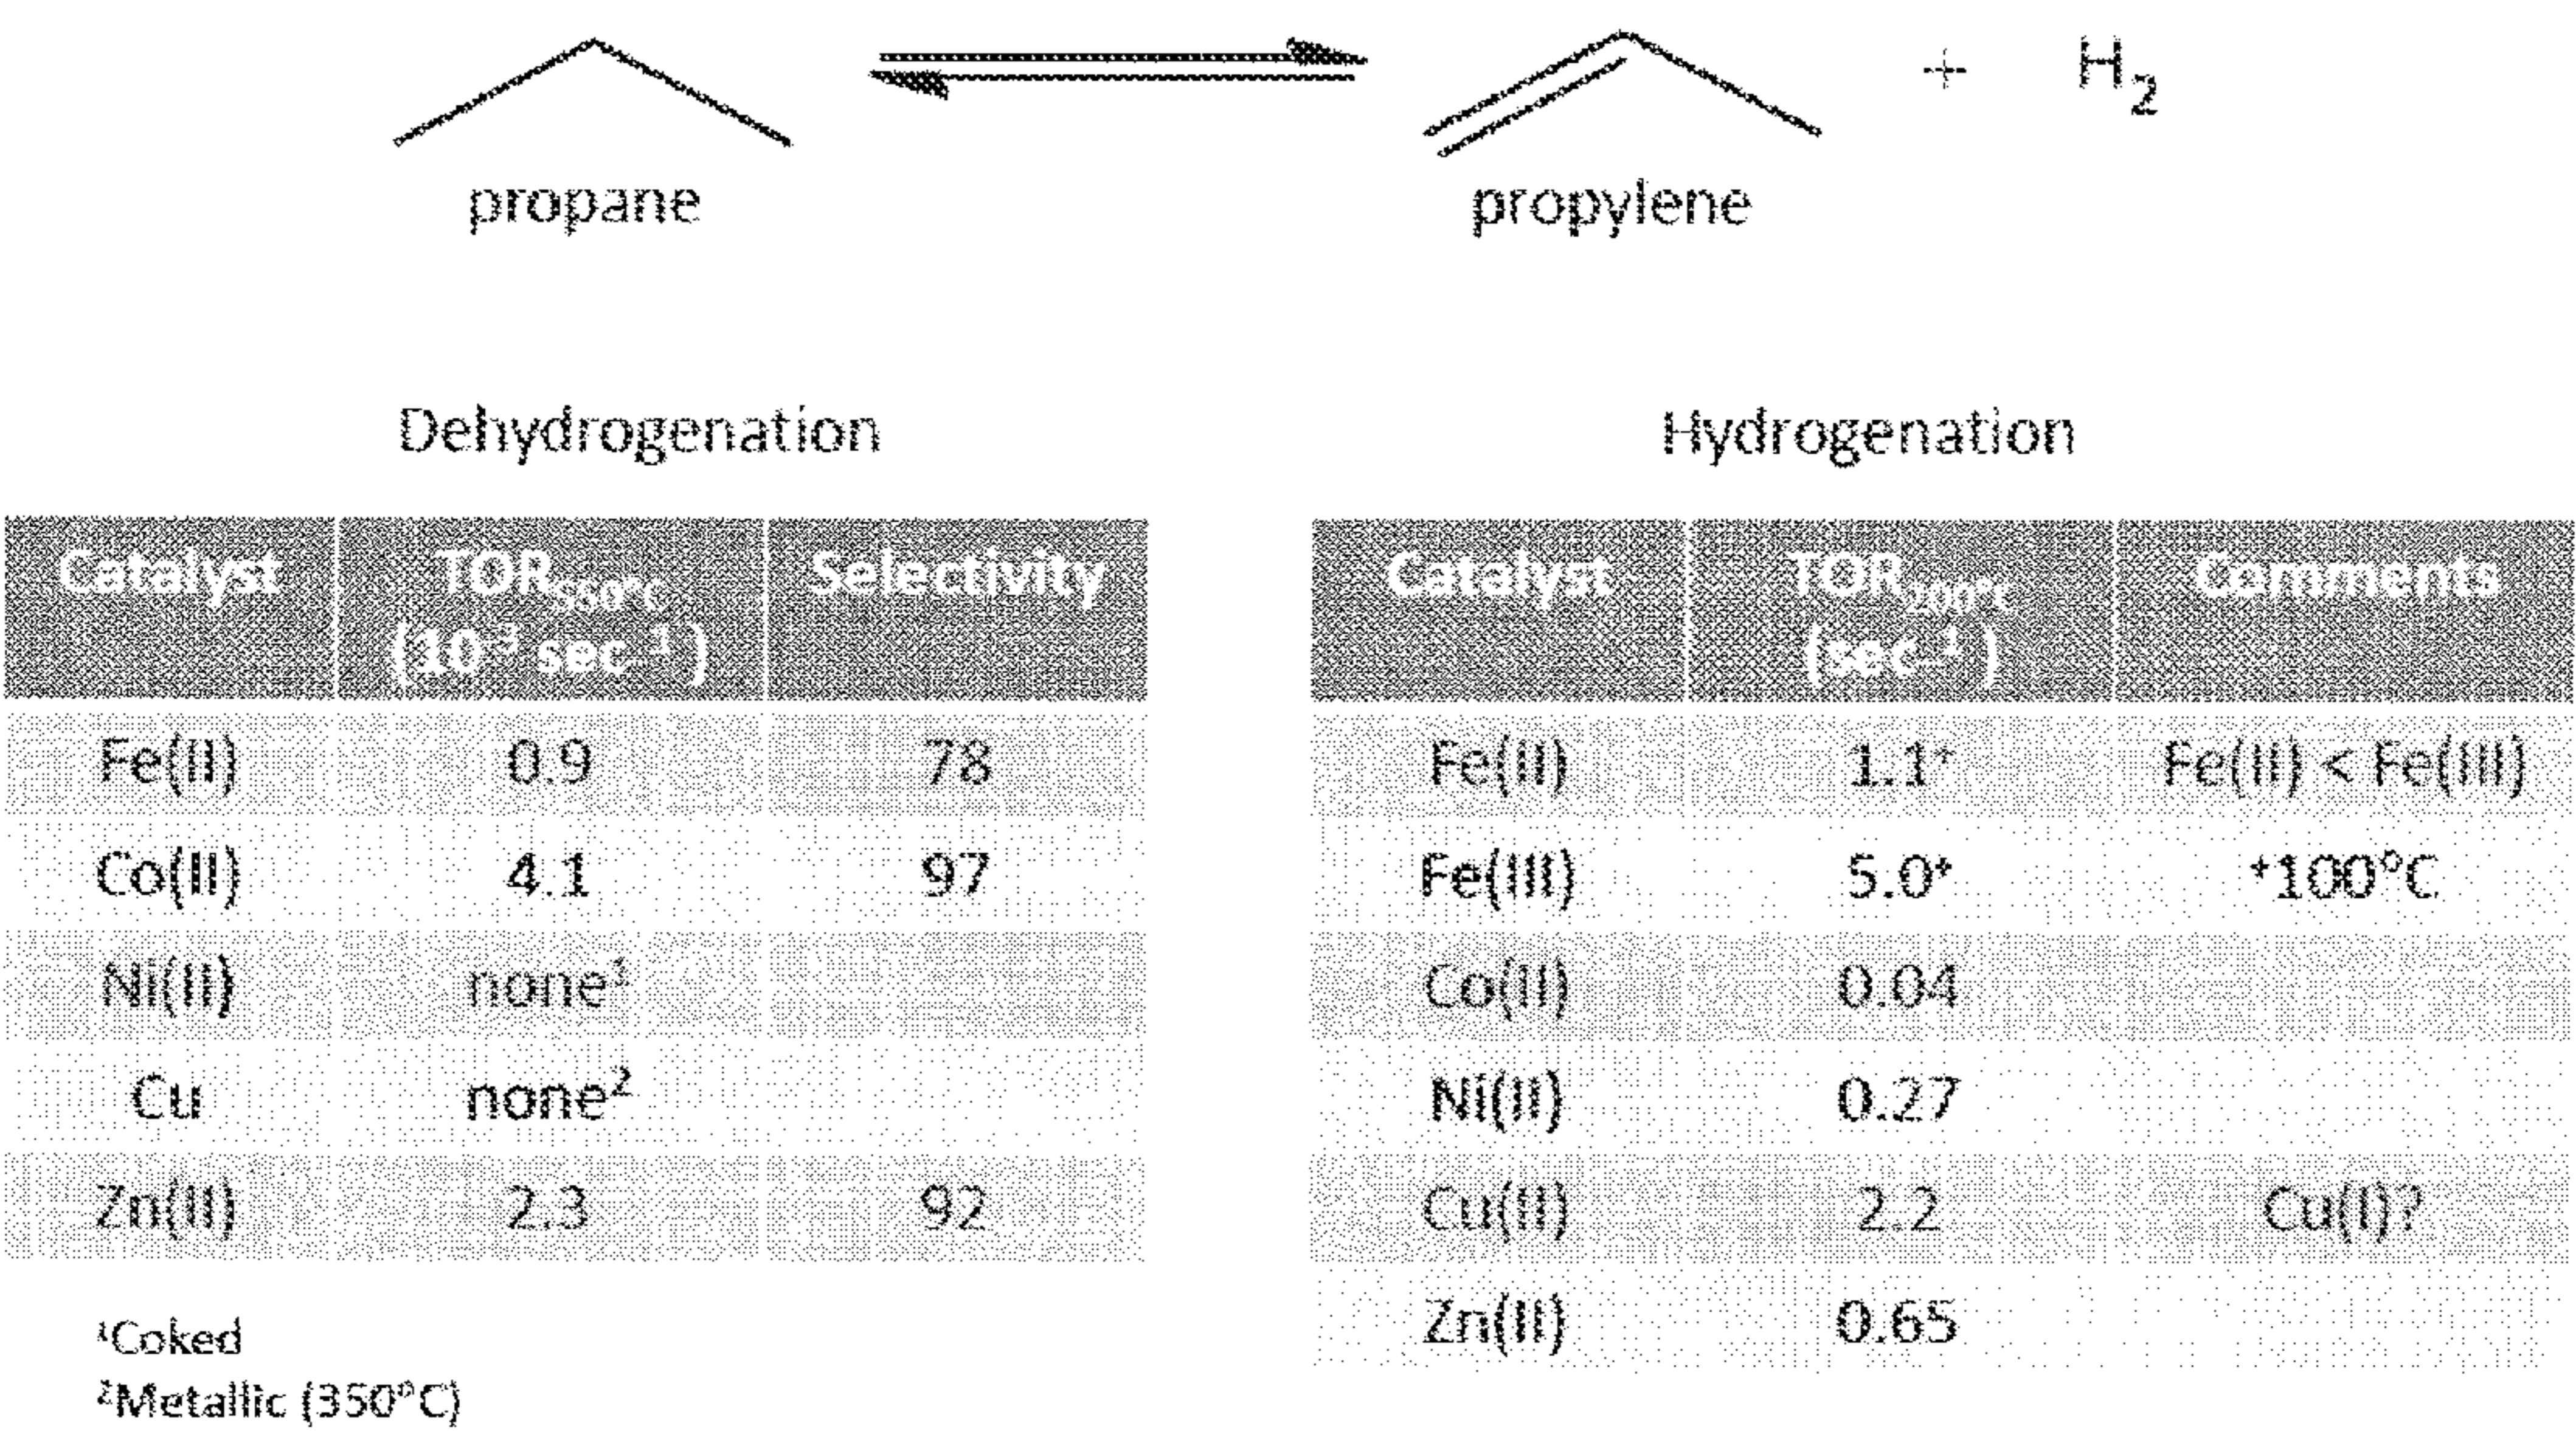 + H₂
propane propylene
Dehydrogenation
Catalyst TOR₅₅₀°C Selectivity
(10⁻³ sec⁻¹)
Fe(II) 0.9 78
Co(II) 4.1 97
Ni(II) none¹
Cu none²
Zn(II) 2.3 92
¹Coked
²Metallic (350°C)
Hydrogenation
Catalyst TOR₂₀₀°C Comments
(sec⁻¹)
Fe(II) 1.1⁺ Fe(II) < Fe(III)
Fe(III) 5.0⁺ ⁺100°C
Co(II) 0.04
Ni(II) 0.27
Cu(II) 2.2 Cu(I)?
Zn(II) 0.65